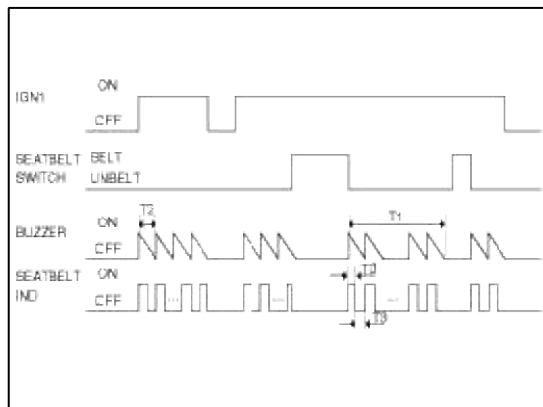 ON
IGN1
OFF
SEATBELT BELT
SWITCH UNBELT
T2
T1
ON
BUZZER
OFF
SEATBELT ON
T2
IND OFF
T3